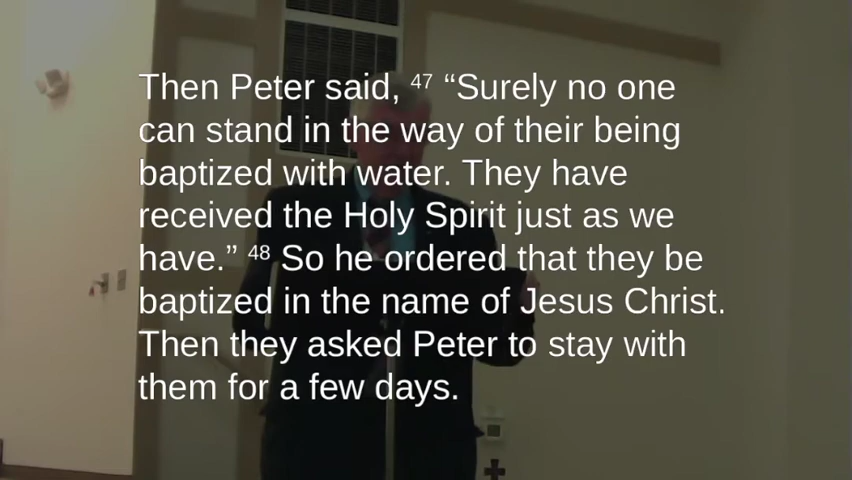 Then Peter said, 47 “Surely no one
can stand in the way of their being
baptized with water. They have
received the Holy Spirit just as we
have.” 48 So he ordered that they be
baptized in the name of Jesus Christ.
Then they asked Peter to stay with
them for a few days.